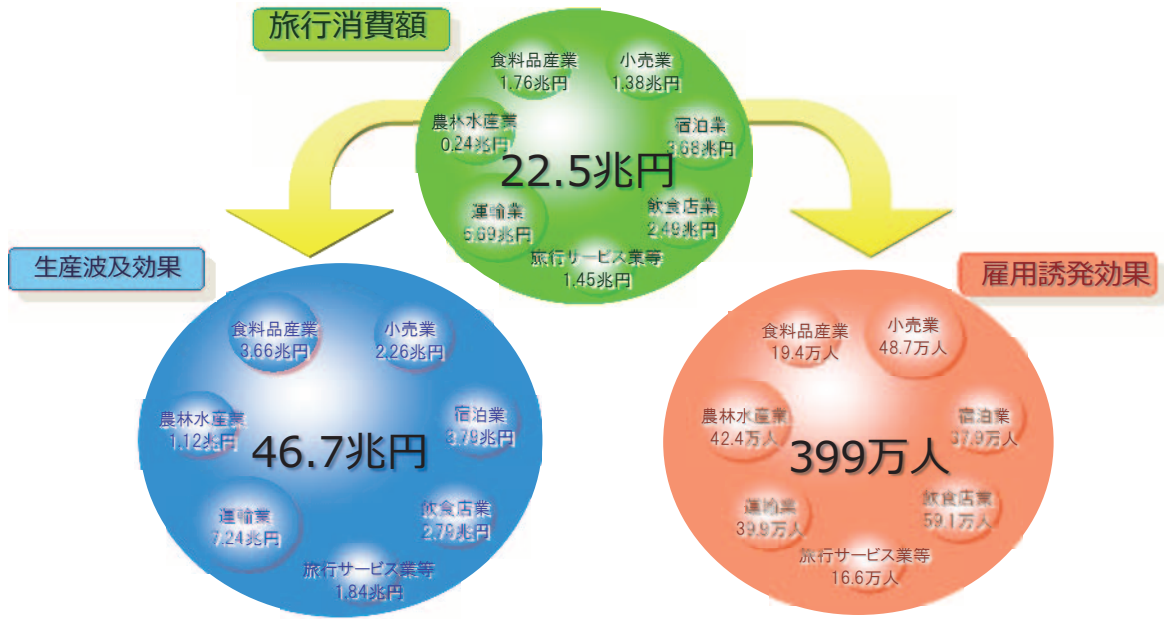 旅行消費額
食料品産業
1.76兆円
小売業
1.38兆円
農林水産業
0.24兆円
宿泊業
3.68兆円
22.5兆円
運輸業
飲食店業
2.49兆円
旅行サービス業等
1.45兆円
生産波及効果
食料品産業
3.66兆円
小売業
2.26兆円
農林水産業
1.12兆円
宿泊業
3.79兆円
46.7兆円
運輸業
7.24兆円
飲食店業
2.79兆円
旅行サービス業等
1.84兆円
雇用誘発効果
食料品産業
19.4万人
小売業
48.7万人
農林水産業
42.4万人
宿泊業
37.9万人
399万人
運輸業
39.9万人
飲食店業
59.1万人
旅行サービス業等
16.6万人